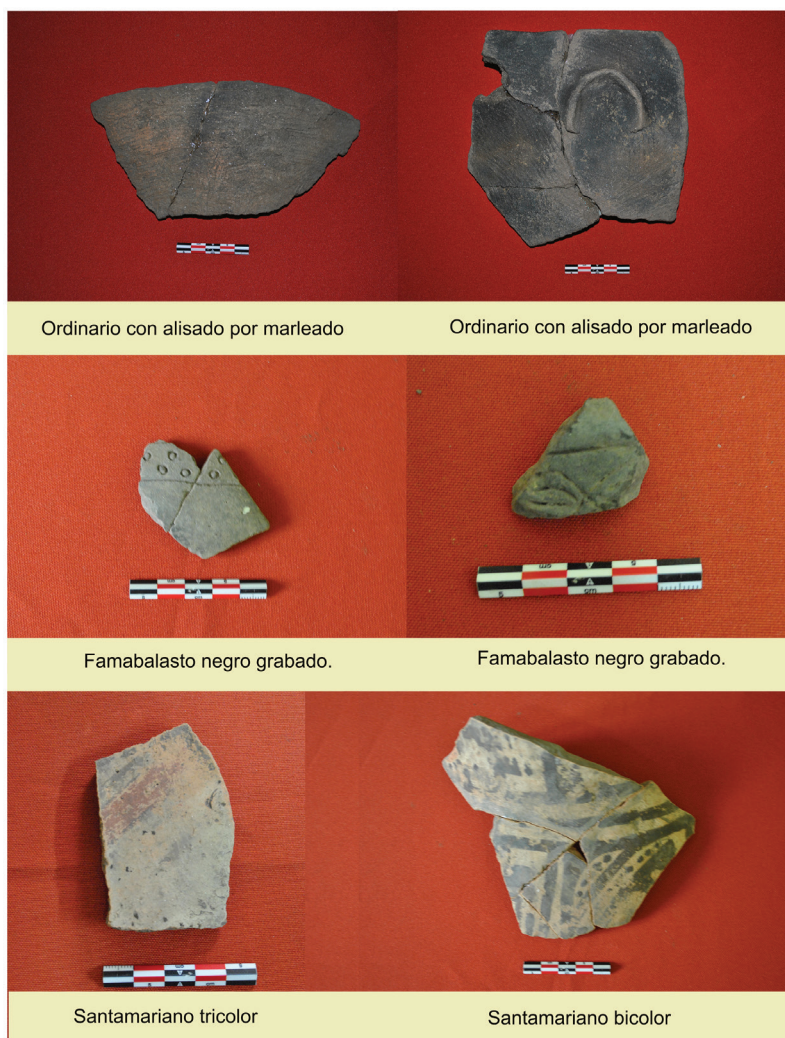 Ordinario con alisado por marleado
Ordinario con alisado por marleado
Famabalasto negro grabado.
Famabalasto negro grabado.
Santamariano tricolor
Santamariano bicolor